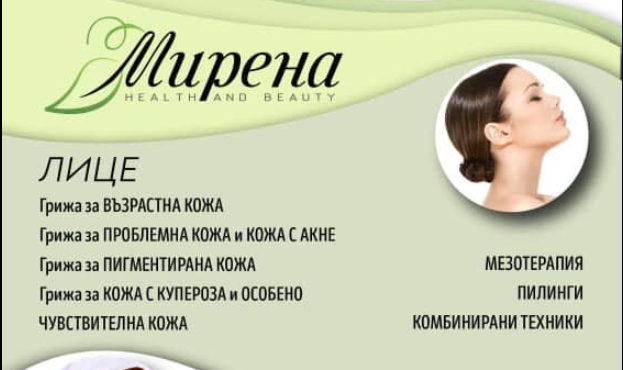 Мирена
HEALTH AND BEAUTY
ЛИЦЕ
Грижа за ВЪЗРАСТНА КОЖА
Грижа за ПРОБЛЕМНА КОЖА и КОЖА С АКНЕ
Грижа за ПИГМЕНТИРАНА КОЖА
Грижа за КОЖА С КУПЕРОЗА и ОСОБЕНО
ЧУВСТВИТЕЛНА КОЖА
МЕЗОТЕРАПИЯ
ПИЛИНГИ
КОМБИНИРАНИ ТЕХНИКИ